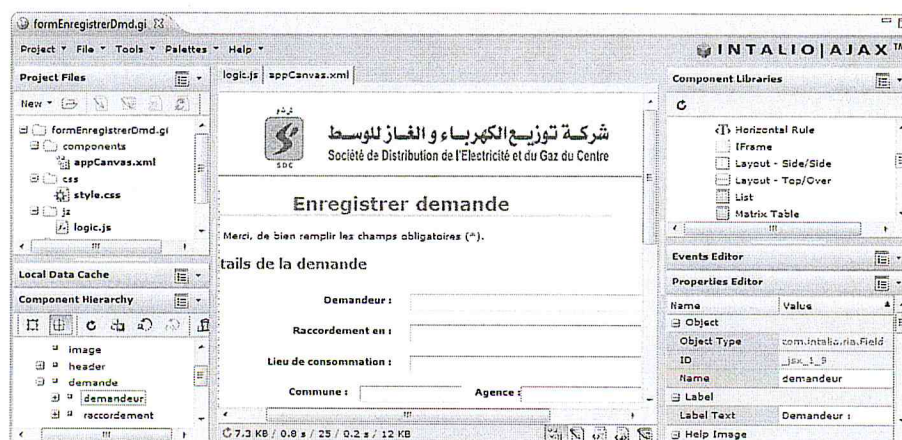 formEnregistrerDmd.gi
Project File Tools Palettes Help
INTALIO|AJAX™
Project Files
New
formEnregistrerDmd.gi
components
appCanvas.xml
css
style.css
js
logic.js
Local Data Cache
Component Hierarchy
image
header
demande
demandeur
raccordement
logic.js appCanvas.xml
SDC
شركة توزيع الكهرباء و الغاز للوسط
Société de Distribution de l'Electricité et du Gaz du Centre
Enregistrer demande
Merci, de bien remplir les champs obligatoires (*).
tails de la demande
Demandeur :
Raccordement en :
Lieu de consommation :
Commune :
Agence :
7.3 KB / 0.8 s / 25 / 0.2 s / 12 KB
Component Libraries
Horizontal Rule
IFrame
Layout - Side/Side
Layout - Top/Over
List
Matrix Table
Events Editor
Properties Editor
Name Value
Object
Object Type com.intalio.ria.Field
ID _jsx_1_9
Name demandeur
Label
Label Text Demandeur :
Help Image